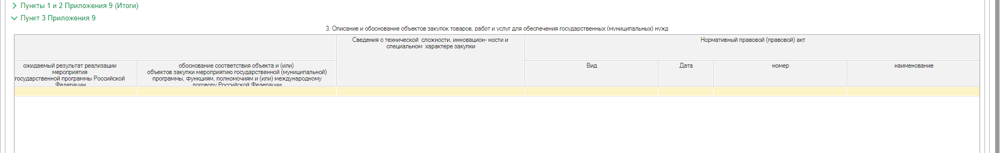 Пункты 1 и 2 Приложения 9 (Итоги)
Пункт 3 Приложения 9
3. Описание и обоснование объектов закупок товаров, работ и услуг для обеспечения государственных (муниципальных) нужд
Сведения о технической сложности, инновацион- ности и
специальном характере закупки
Нормативный правовой (правовой) акт
ожидаемый результат реализации
мероприятия
государственной программы Российской
Федерации
обоснование соответствия объекта и (или)
объектов закупки мероприятию государственной (муниципальной)
программы, функциям, полномочиям и (или) международному
договору Российской Федерации
Вид
Дата
номер
наименование